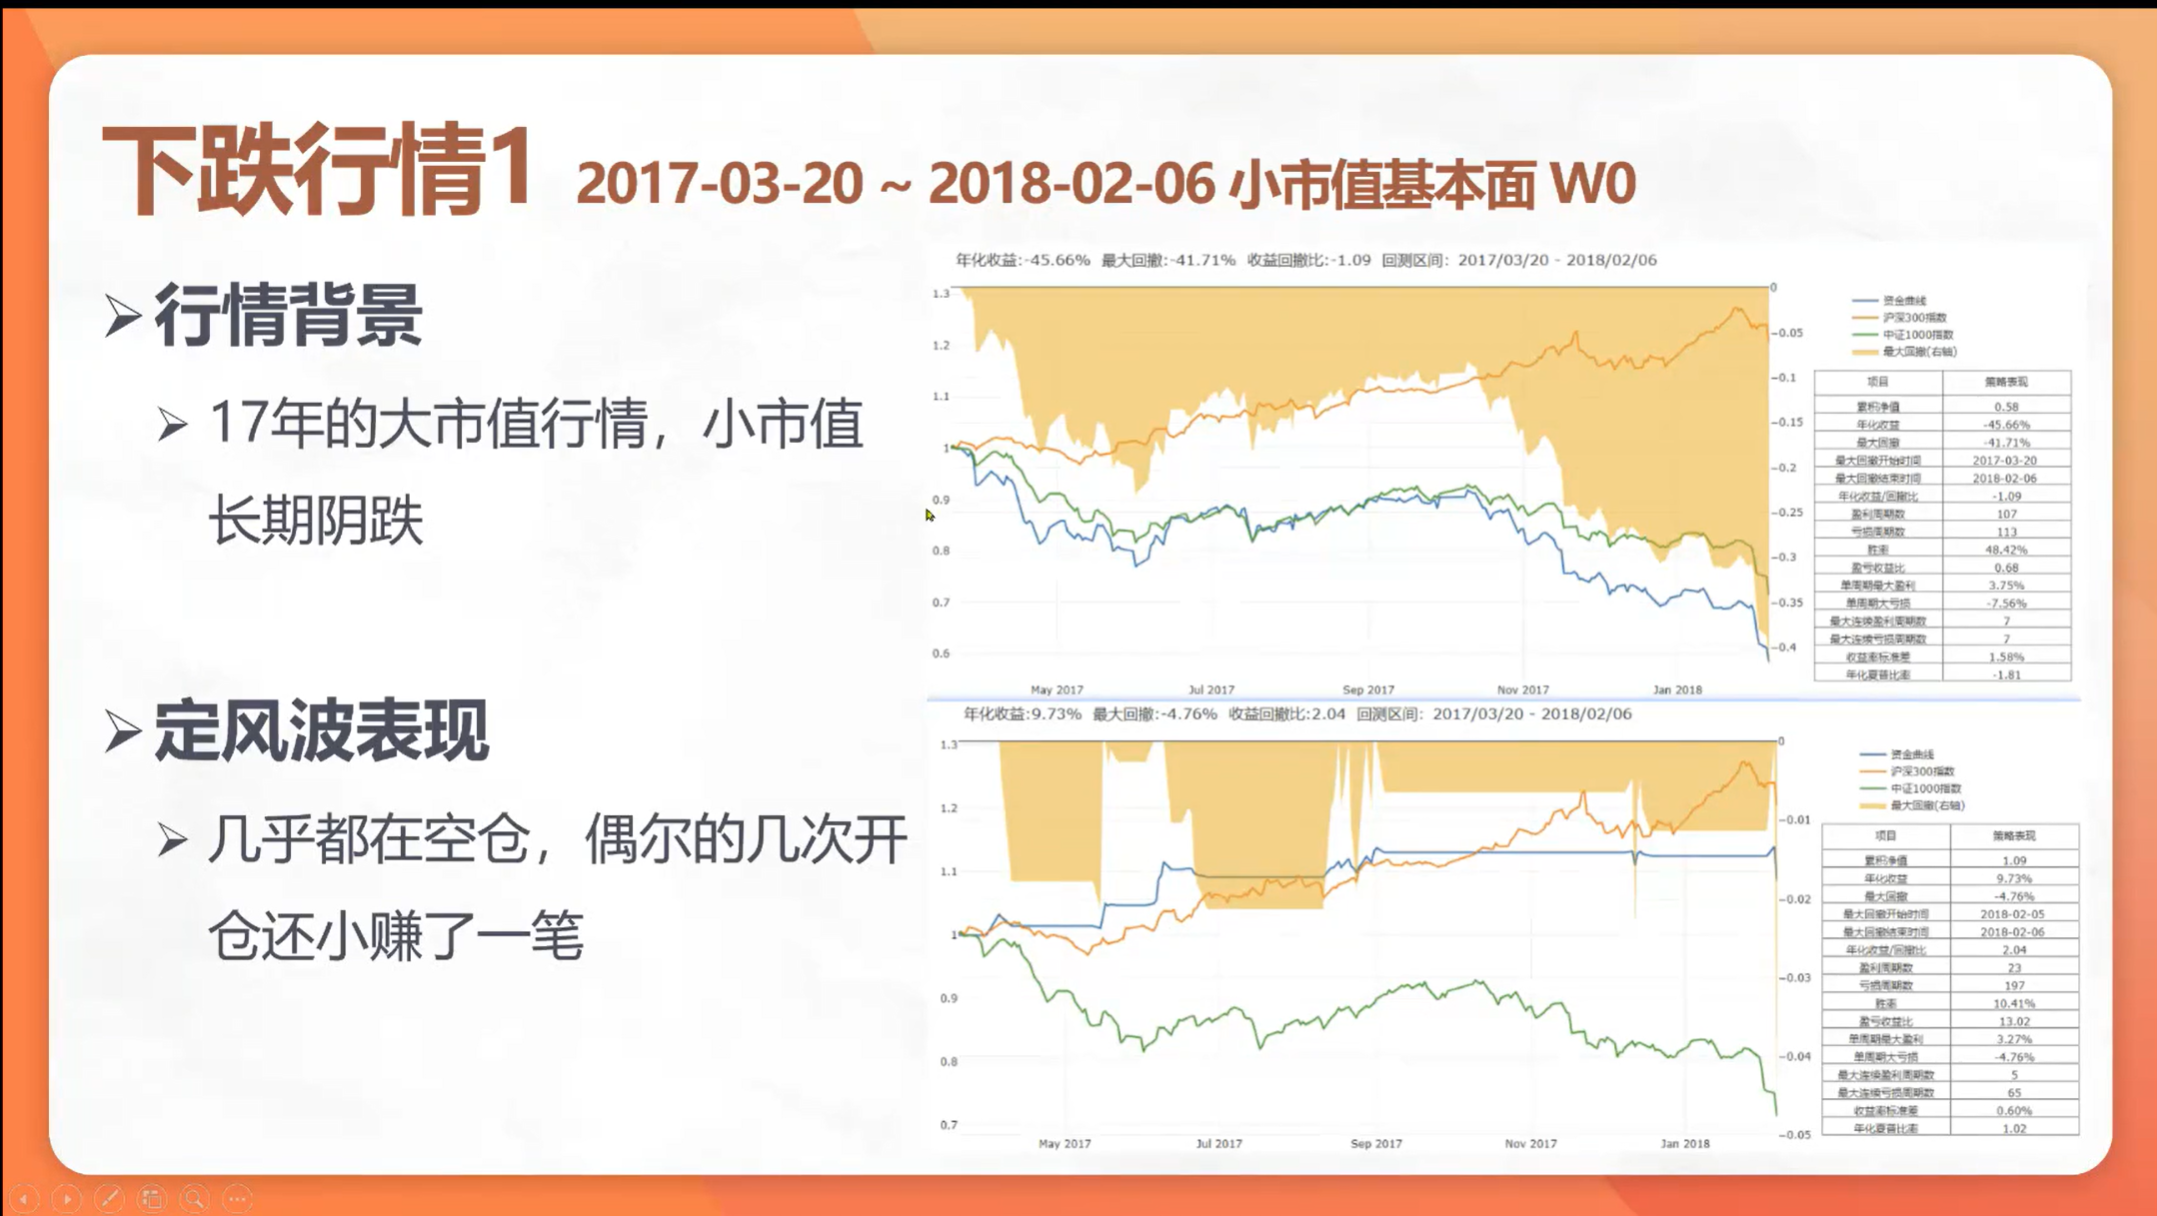 下跌行情1 2017-03-20 ~ 2018-02-06 小市值基本面 W0
➢行情背景
➢ 17年的大市值行情，小市值
长期阴跌
➢定风波表现
➢ 几乎都在空仓，偶尔的几次开
仓还小赚了一笔
年化收益:-45.66% 最大回撤:-41.71% 收益回撤比:-1.09 回测区间：2017/03/20 - 2018/02/06
1.3
1.2
1.1
1
0.9
0.8
0.7
0.6
0
−0.05
−0.1
−0.15
−0.2
−0.25
−0.3
−0.35
−0.4
May 2017 Jul 2017 Sep 2017 Nov 2017 Jan 2018
资金曲线
沪深300指数
中证1000指数
最大回撤(右轴)
项目 策略表现
累积净值 0.58
年化收益 -45.66%
最大回撤 -41.71%
最大回撤开始时间 2017-03-20
最大回撤结束时间 2018-02-06
年化收益/回撤比 -1.09
盈利周期数 107
亏损周期数 113
胜率 48.42%
盈亏收益比 0.68
单周期最大盈利 3.75%
单周期大亏损 -7.56%
最大连续盈利周期数 7
最大连续亏损周期数 7
收益率标准差 1.58%
年化夏普比率 -1.81
年化收益:9.73% 最大回撤:-4.76% 收益回撤比:2.04 回测区间：2017/03/20 - 2018/02/06
1.3
1.2
1.1
1
0.9
0.8
0.7
0
−0.01
−0.02
−0.03
−0.04
−0.05
May 2017 Jul 2017 Sep 2017 Nov 2017 Jan 2018
资金曲线
沪深300指数
中证1000指数
最大回撤(右轴)
项目 策略表现
累积净值 1.09
年化收益 9.73%
最大回撤 -4.76%
最大回撤开始时间 2018-02-05
最大回撤结束时间 2018-02-06
年化收益/回撤比 2.04
盈利周期数 23
亏损周期数 197
胜率 10.41%
盈亏收益比 13.02
单周期最大盈利 3.27%
单周期大亏损 -4.76%
最大连续盈利周期数 5
最大连续亏损周期数 65
收益率标准差 0.60%
年化夏普比率 1.02